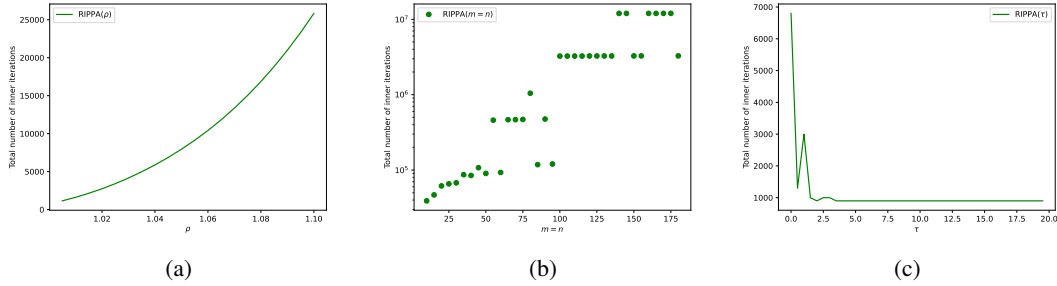 RIPPA(ρ)
Total number of inner iterations
25000
20000
15000
10000
5000
0
1.02 1.04 1.06 1.08 1.10
ρ
(a)
RIPPA(m = n)
Total number of inner iterations
10⁷
10⁶
10⁵
25 50 75 100 125 150 175
m = n
(b)
RIPPA(τ)
Total number of inner iterations
7000
6000
5000
4000
3000
2000
1000
0.0 2.5 5.0 7.5 10.0 12.5 15.0 17.5 20.0
τ
(c)